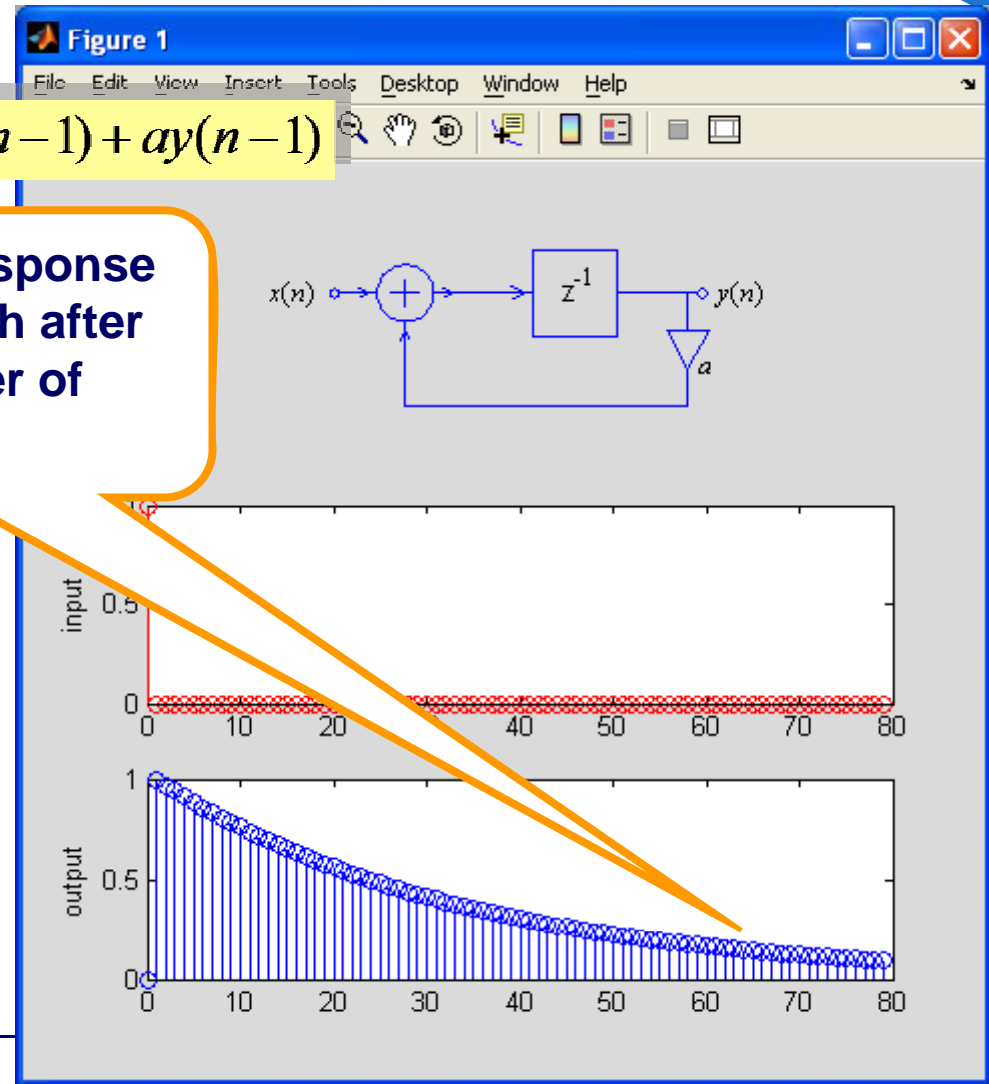 Figure 1
File Edit View Insert Tools Desktop Window Help
n−1) + ay(n−1)
sponse
h after
er of
x(n) + z⁻¹ y(n)
a
input
0.5
0
0 10 20 30 40 50 60 70 80
output
1
0.5
0
0 10 20 30 40 50 60 70 80